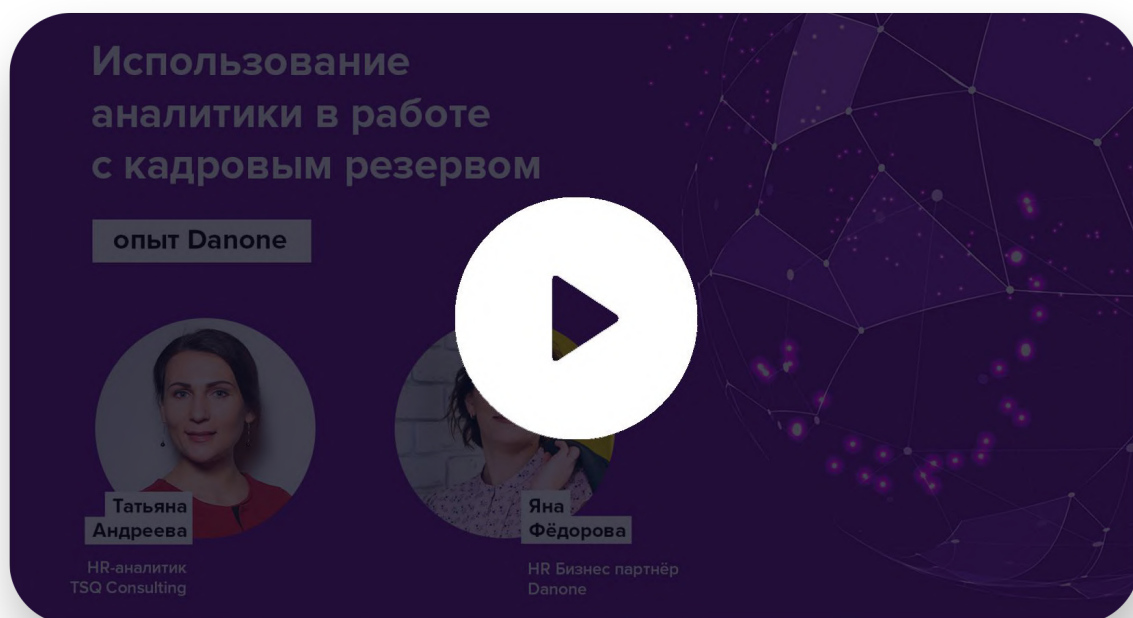 Использование
аналитики в работе
с кадровым резервом
опыт Danone
Татьяна
Андреева
HR-аналитик
TSQ Consulting
Яна
Фёдорова
HR Бизнес партнёр
Danone